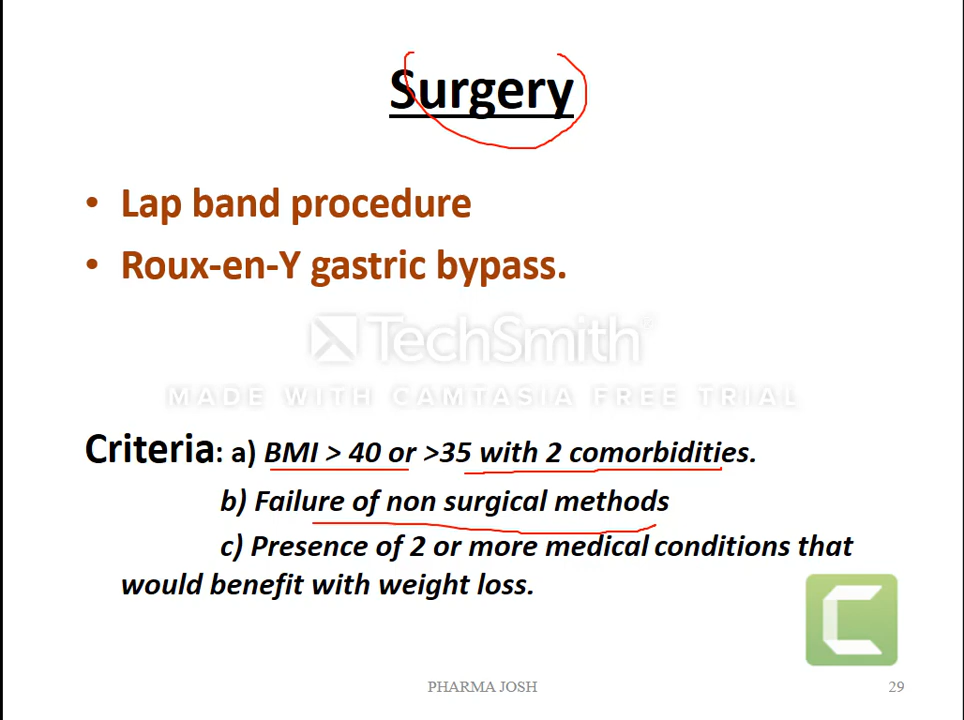 Surgery
• Lap band procedure
• Roux-en-Y gastric bypass.
TechSmith
MADE WITH CAMTASIA FREE TRIAL
Criteria: a) BMI > 40 or >35 with 2 comorbidities.
b) Failure of non surgical methods
c) Presence of 2 or more medical conditions that
would benefit with weight loss.
PHARMA JOSH
29